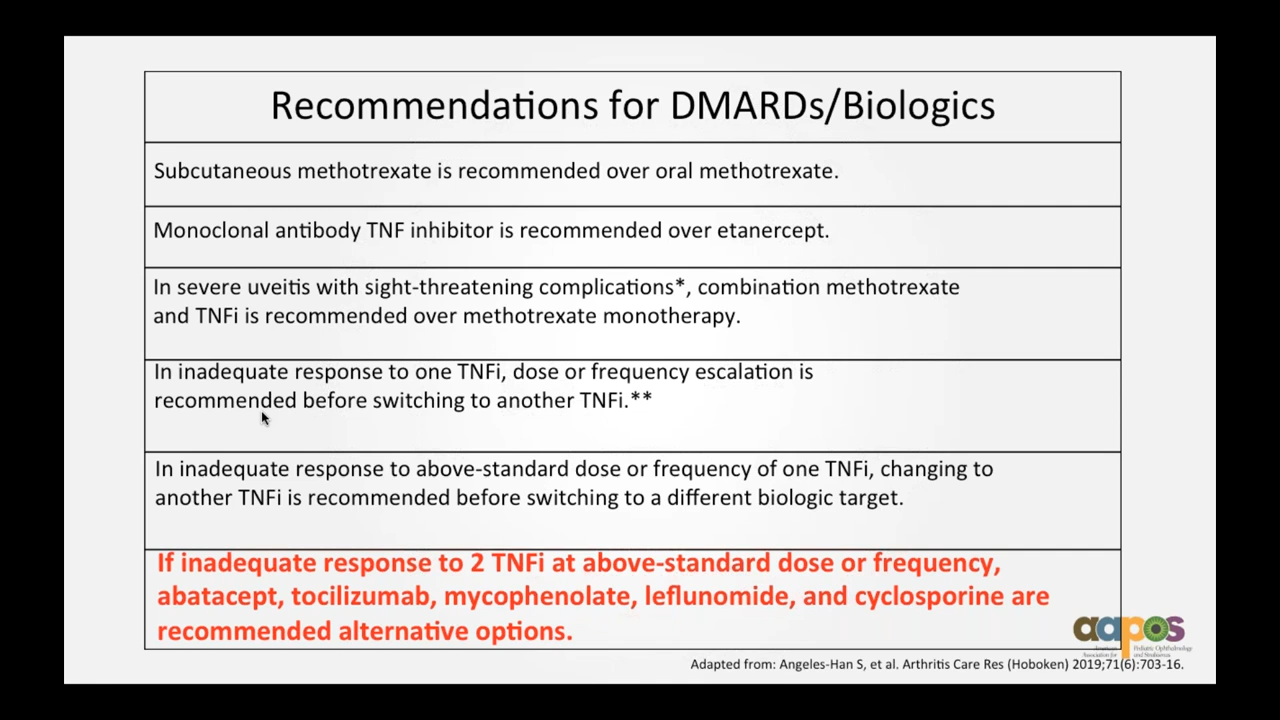 Recommendations for DMARDs/Biologics
Subcutaneous methotrexate is recommended over oral methotrexate.
Monoclonal antibody TNF inhibitor is recommended over etanercept.
In severe uveitis with sight-threatening complications*, combination methotrexate
and TNFi is recommended over methotrexate monotherapy.
In inadequate response to one TNFi, dose or frequency escalation is
recommended before switching to another TNFi.**
In inadequate response to above-standard dose or frequency of one TNFi, changing to
another TNFi is recommended before switching to a different biologic target.
If inadequate response to 2 TNFi at above-standard dose or frequency,
abatacept, tocilizumab, mycophenolate, leflunomide, and cyclosporine are
recommended alternative options.
aapos
American Pediatric Ophthalmology
Association for and Strabismus
Adapted from: Angeles-Han S, et al. Arthritis Care Res (Hoboken) 2019;71(6):703-16.